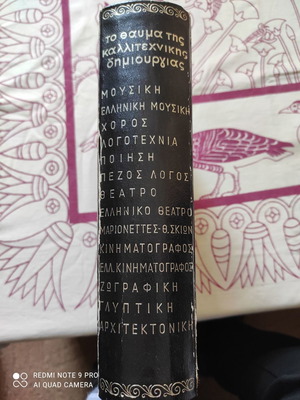 το θαυμα της
καλλιτεχνικης
δημιουργιας
ΜΟΥΣΙΚΗ
ΕΛΛΗΝΙΚΗ ΜΟΥΣΙΚΗ
ΧΟΡΟΣ
ΛΟΓΟΤΕΧΝΙΑ
ΠΟΙΗΣΗ
ΠΕΖΟΣ ΛΟΓΟΣ
ΘΕΑΤΡΟ
ΕΛΛΗΝΙΚΟ ΘΕΑΤΡΟ
ΜΑΡΙΟΝΕΤΤΕΣ-Θ.ΣΚΙΩΝ
ΚΙΝΗΜΑΤΟΓΡΑΦΟΣ
ΕΛΛ.ΚΙΝΗΜΑΤΟΓΡΑΦΟΣ
ΖΩΓΡΑΦΙΚΗ
ΓΛΥΠΤΙΚΗ
ΑΡΧΙΤΕΚΤΟΝΙΚΗ
REDMI NOTE 9 PRO
AI QUAD CAMERA